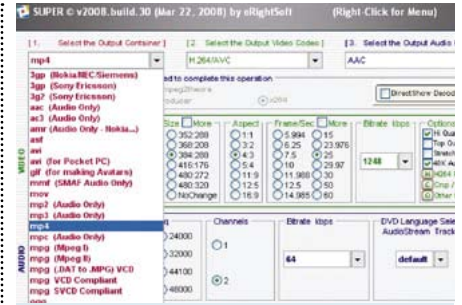 SUPER © v2008.build.30 (Mar 22, 2008) by eRightSoft (Right-Click for Menu)
[1. Select the Output Container ] [2. Select the Output Video Codec ] [3. Select the Output Audio
mp4 H.264/AVC AAC
3gp (Nokia/NEC/Siemens)
3gp (Sony Ericsson)
3g2 (Sony Ericsson)
aac (Audio Only)
ac3 (Audio Only)
amr (Audio Only - Nokia...)
asf
avi
avi (for Pocket PC)
gif (for making Avatars)
mmf (SMAF Audio Only)
mov
mp2 (Audio Only)
mp3 (Audio Only)
mp4
mpc (Audio Only)
mpg (Mpeg I)
mpg (Mpeg II)
mpg (.DAT to .MPG) VCD
mpg VCD Compliant
mpg SVCD Compliant
ogg
ed to complete this operation
x264
DirectShow Decod
VIDEO
Size More Aspect Frame/Sec More Bitrate kbps Options
352:288 1:1 5.994 15 Hi Qua
368:208 3:2 6.25 23.976 Top Qu
384:288 4:3 7.5 25 Stretch
416:176 5:4 10 29.97 48K Au
480:272 11:9 11.988 30 H264
480:320 12:5 12.5 50 Crop /
NoChange 16:9 14.985 60 Other
1248
AUDIO
24000
32000
44100
48000
Channels
1
2
Bitrate kbps
64
DVD Language Sele
AudioStream Track
default